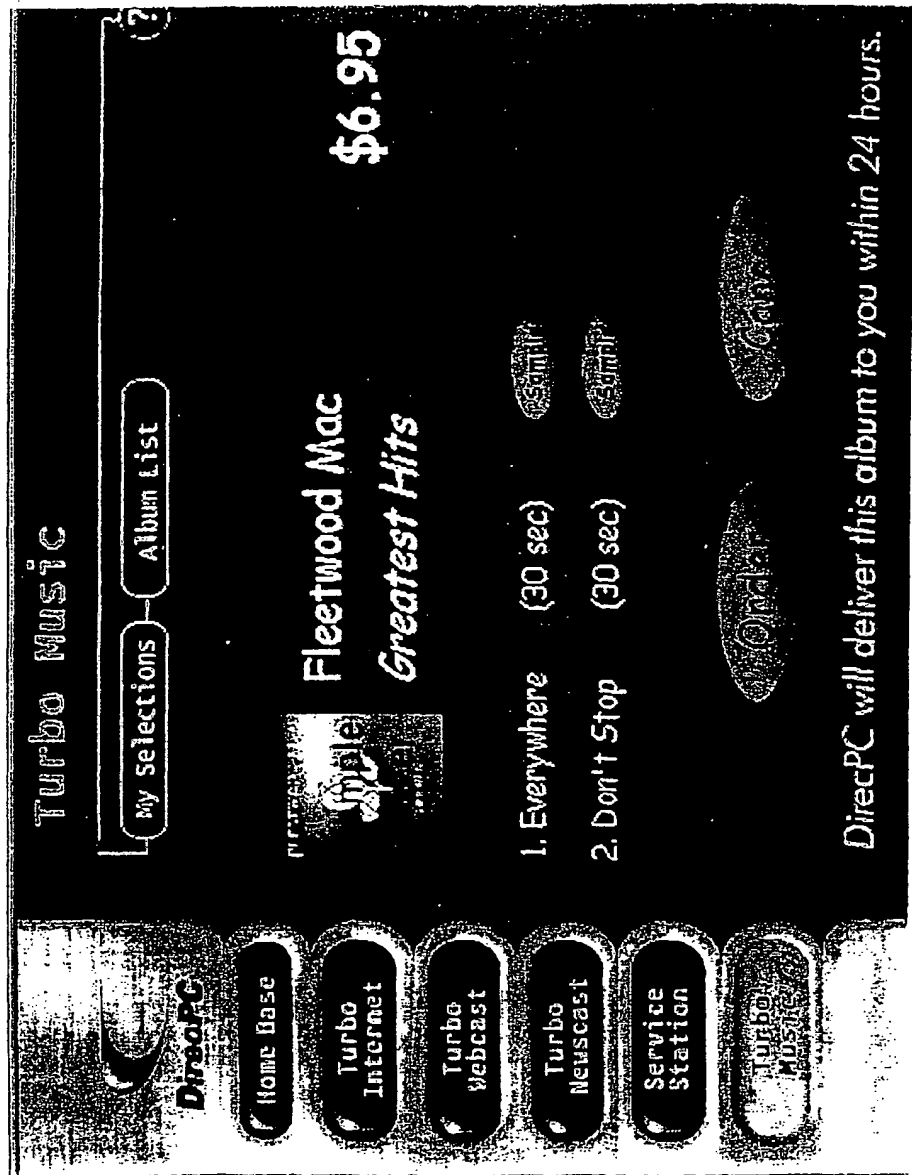 Turbo Music
?
My Selections
Album List
DirecPC
Home Base
Turbo
Internet
Turbo
Webcast
Turbo
Newscast
Service
Station
Turbo
Music
Fleetwood Mac
Greatest Hits
$6.95
1. Everywhere (30 sec)
2. Don't Stop (30 sec)
Order
DirecPC will deliver this album to you within 24 hours.